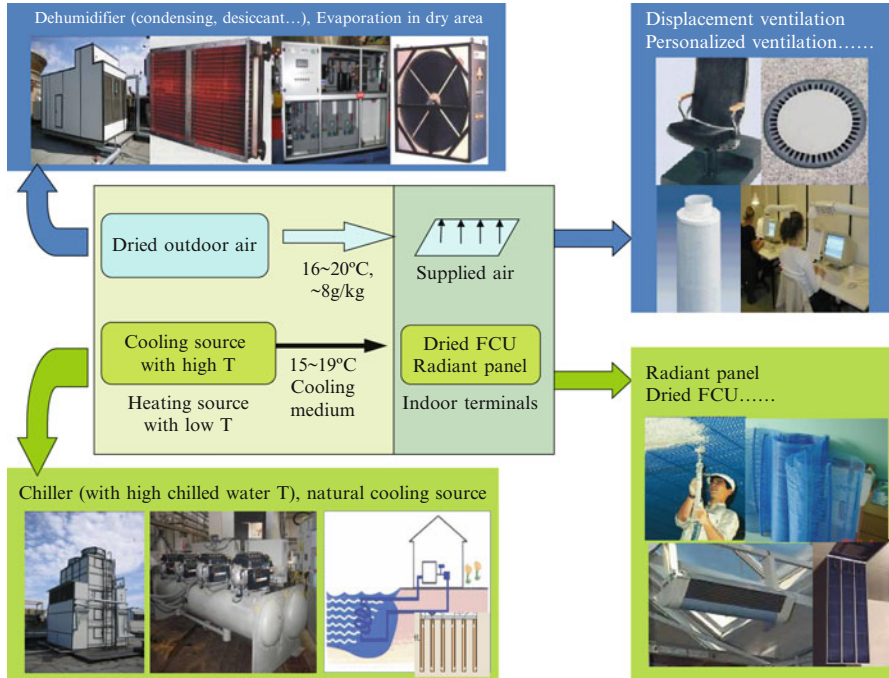 Dehumidifier (condensing, desiccant…), Evaporation in dry area
Displacement ventilation
Personalized ventilation……
Dried outdoor air
16~20ºC,
~8g/kg
Supplied air
Cooling source
with high T
15~19ºC
Cooling
medium
Dried FCU
Radiant panel
Heating source
with low T
Indoor terminals
Radiant panel
Dried FCU……
Chiller (with high chilled water T), natural cooling source